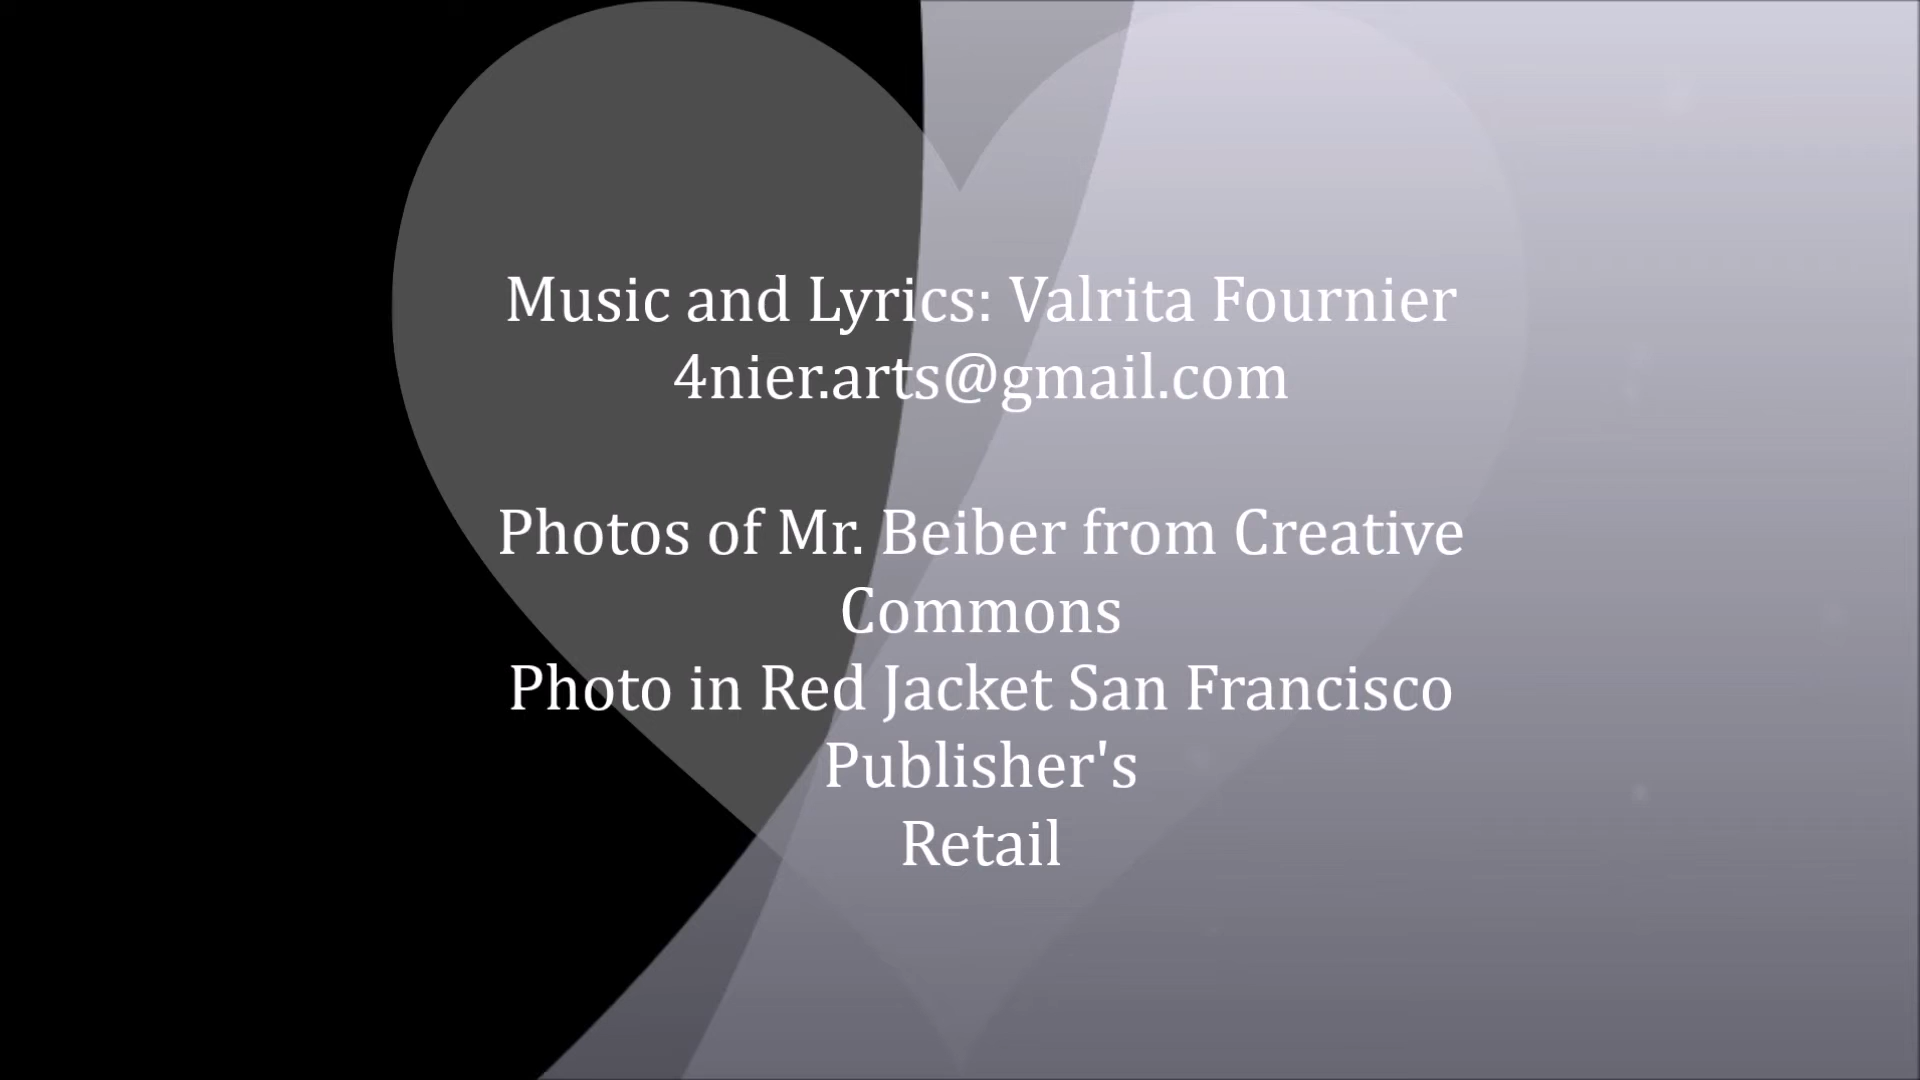 Music and Lyrics: Valrita Fournier
4nier.arts@gmail.com
Photos of Mr. Beiber from Creative
Commons
Photo in Red Jacket San Francisco
Publisher's
Retail